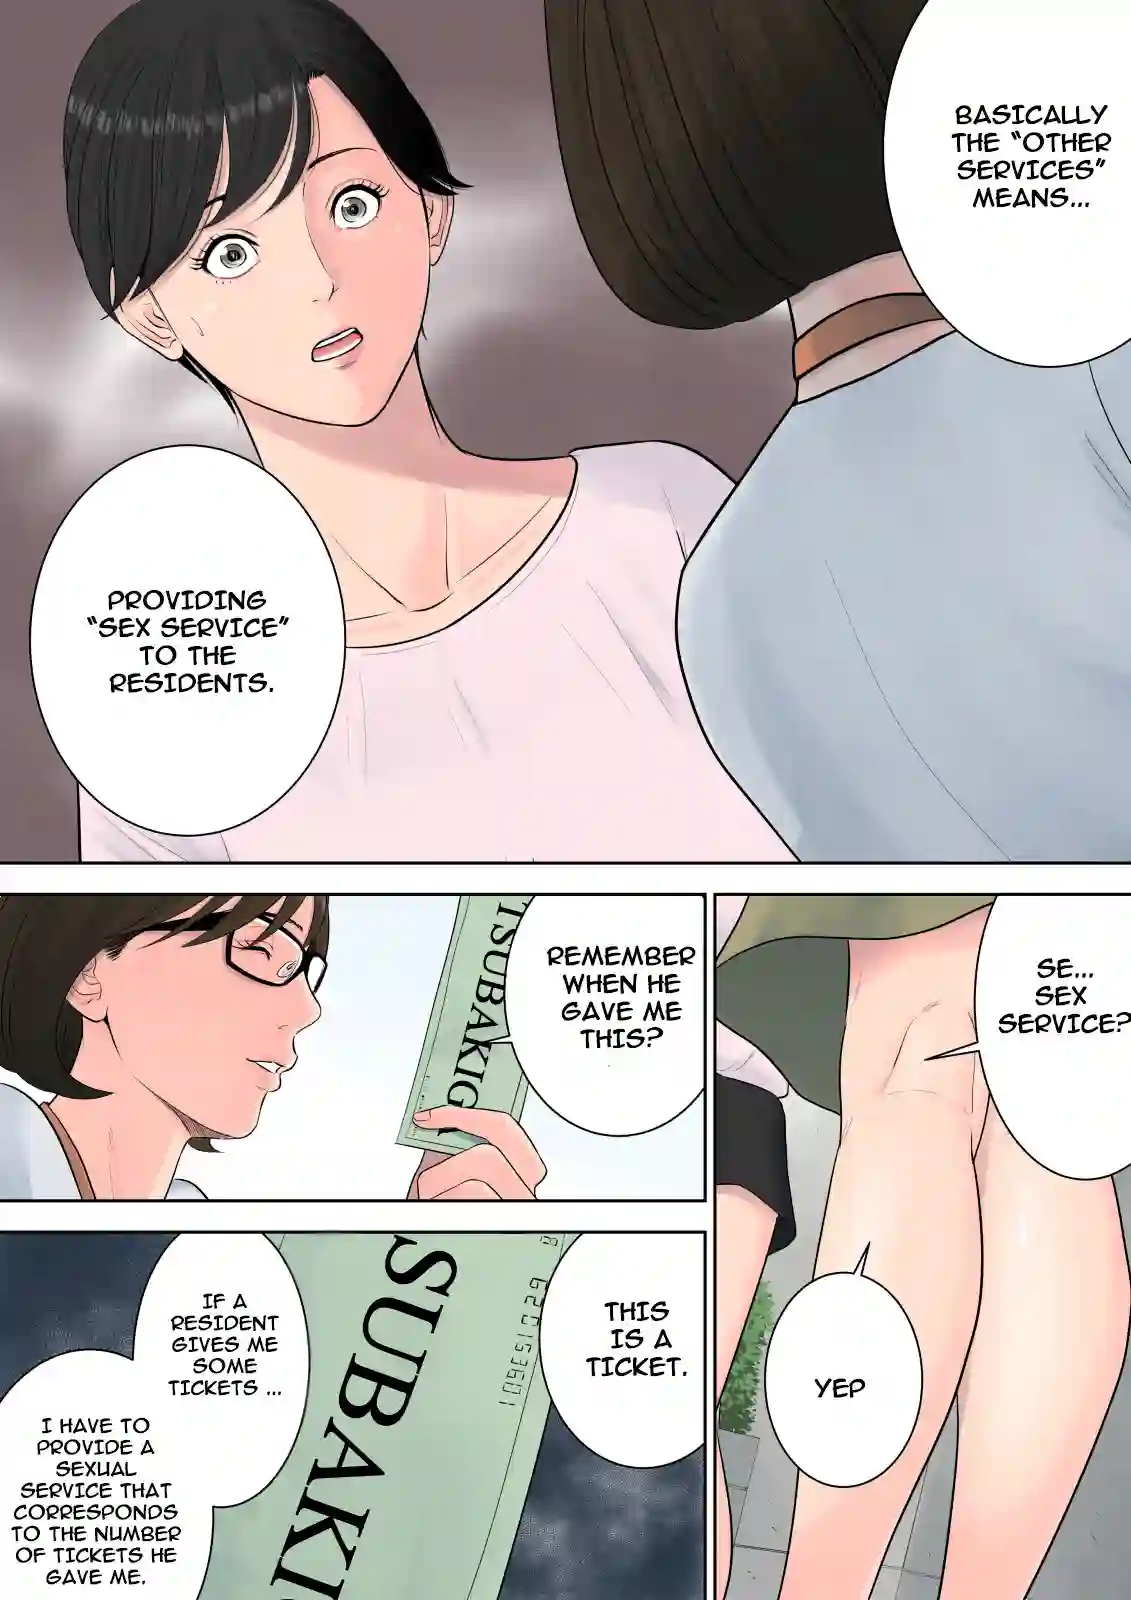 BASICALLY
THE "OTHER
SERVICES"
MEANS...
PROVIDING
"SEX SERVICE"
TO THE
RESIDENTS.
SE...
SEX
SERVICE?
YEP
REMEMBER
WHEN HE
GAVE ME
THIS?
TSUBAKIG
THIS
IS A
TICKET.
SUBAKI
620153601
IF A
RESIDENT
GIVES ME
SOME
TICKETS ...
I HAVE TO
PROVIDE A
SEXUAL
SERVICE THAT
CORRESPONDS
TO THE NUMBER
OF TICKETS HE
GAVE ME.